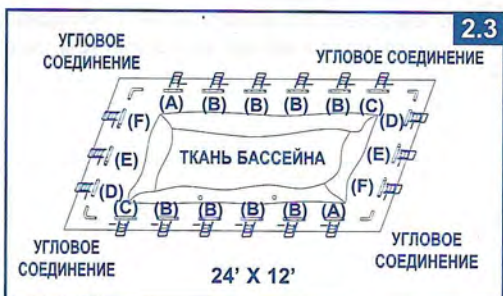 2.3
УГЛОВОЕ
СОЕДИНЕНИЕ
УГЛОВОЕ
СОЕДИНЕНИЕ
(A) (B) (B) (B) (B) (C)
(F) (D)
(E) ТКАНЬ БАССЕЙНА (E)
(D) (F)
(C) (B) (B) (B) (B) (A)
УГЛОВОЕ
СОЕДИНЕНИЕ
24' X 12'
УГЛОВОЕ
СОЕДИНЕНИЕ